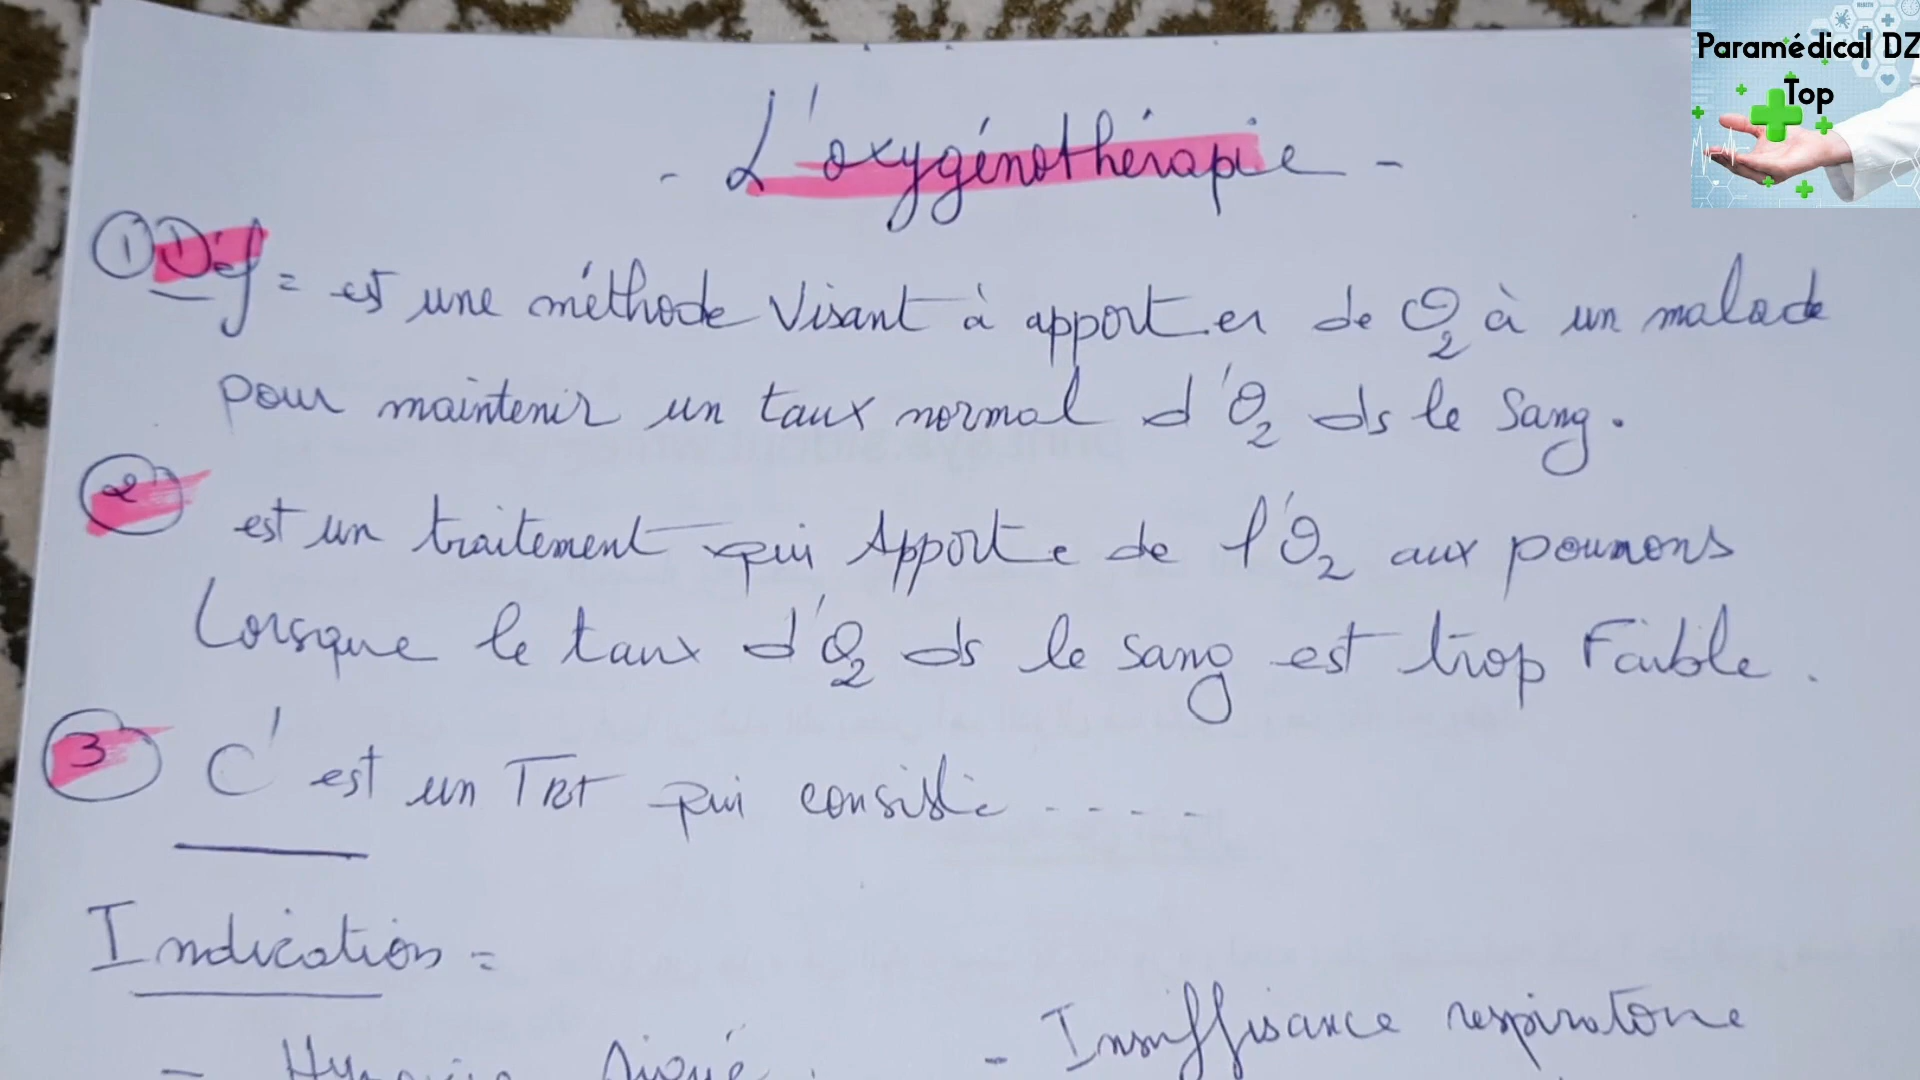 Paramédical DZ
Top
- L'oxygénothérapie -
① Déf = est une méthode Visant à apporter de O2 à un malade
pour maintenir un taux normal d'O2 ds le Sang.
② est un traitement qui Apporte de l'O2 aux poumons
Lorsque le taux d'O2 ds le sang est trop Faible.
③ C'est un TRT qui consiste .....
Indication =
- Insuffisance respiratoire